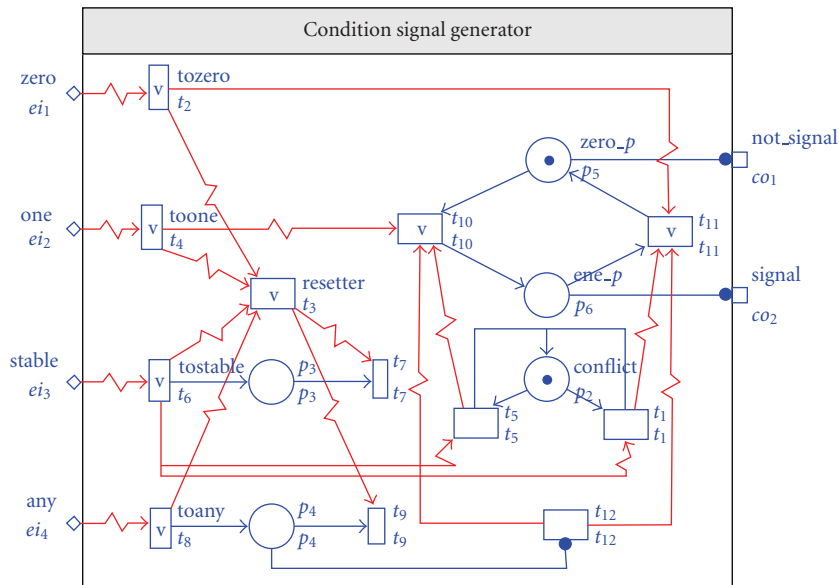 Condition signal generator
zero
ei1
v
tozero
t2
one
ei2
v
toone
t4
zero_p
p5
not_signal
co1
v
t10
t10
v
t11
t11
v
resetter
t3
ene-p
p6
signal
co2
stable
ei3
v
tostable
t6
p3
p3
t7
t7
conflict
p2
t5
t5
t1
t1
any
ei4
v
toany
t8
p4
p4
t9
t9
t12
t12